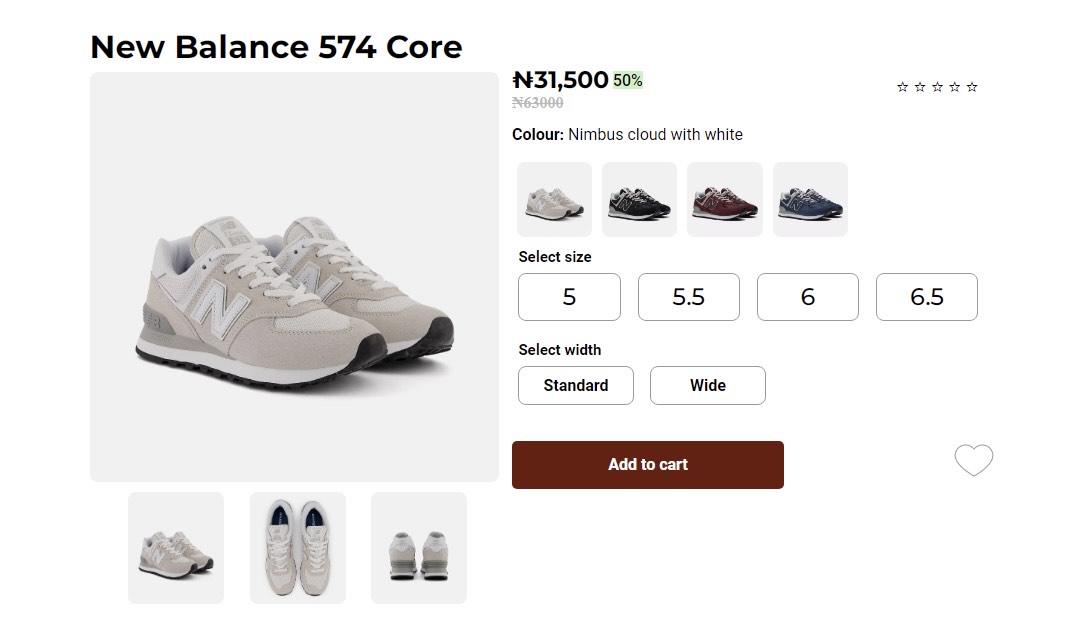 New Balance 574 Core
₦31,500 50%
₦63000
Colour: Nimbus cloud with white
Select size
5 5.5 6 6.5
Select width
Standard Wide
Add to cart